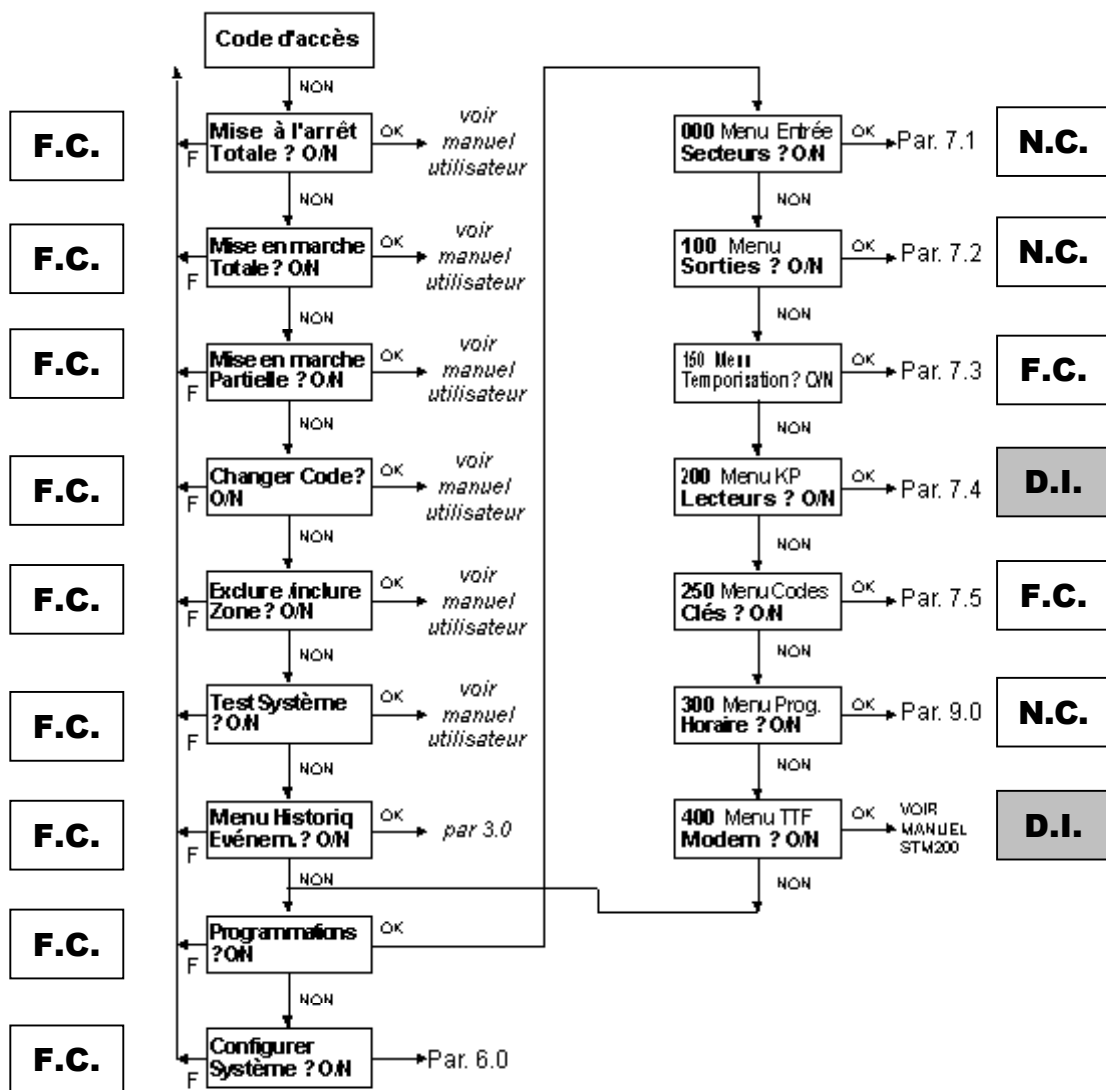 Code d'accès
NON
F.C.
F
Mise à l'arrêt
Totale ? O/N
OK
voir
manuel
utilisateur
NON
F.C.
F
Mise en marche
Totale ? O/N
OK
voir
manuel
utilisateur
NON
F.C.
F
Mise en marche
Partielle ? O/N
OK
voir
manuel
utilisateur
NON
F.C.
F
Changer Code?
O/N
OK
voir
manuel
utilisateur
NON
F.C.
F
Exclure /inclure
Zone ? O/N
OK
voir
manuel
utilisateur
NON
F.C.
F
Test Système
? O/N
OK
voir
manuel
utilisateur
NON
F.C.
F
Menu Historiq
Evénem. ? O/N
OK
par 3.0
NON
F.C.
F
Programmations
? O/N
OK
NON
F.C.
F
Configurer
Système ? O/N
Par. 6.0
000 Menu Entrée
Secteurs ? O/N
OK
Par. 7.1
N.C.
NON
100 Menu
Sorties ? O/N
OK
Par. 7.2
N.C.
NON
150 Menu
Temporisation ? O/N
OK
Par. 7.3
F.C.
NON
200 Menu KP
Lecteurs ? O/N
OK
Par. 7.4
D.I.
NON
250 Menu Codes
Clés ? O/N
OK
Par. 7.5
F.C.
NON
300 Menu Prog.
Horaire ? O/N
OK
Par. 9.0
N.C.
NON
400 Menu TTF
Modem ? O/N
OK
VOIR
MANUEL
STM200
D.I.
NON